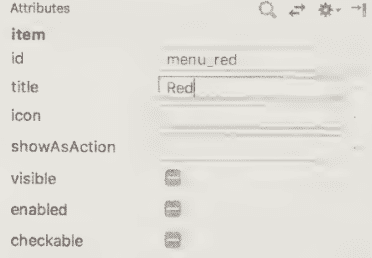 Attributes
item
id menu_red
title Red
icon
showAsAction
visible
enabled
checkable